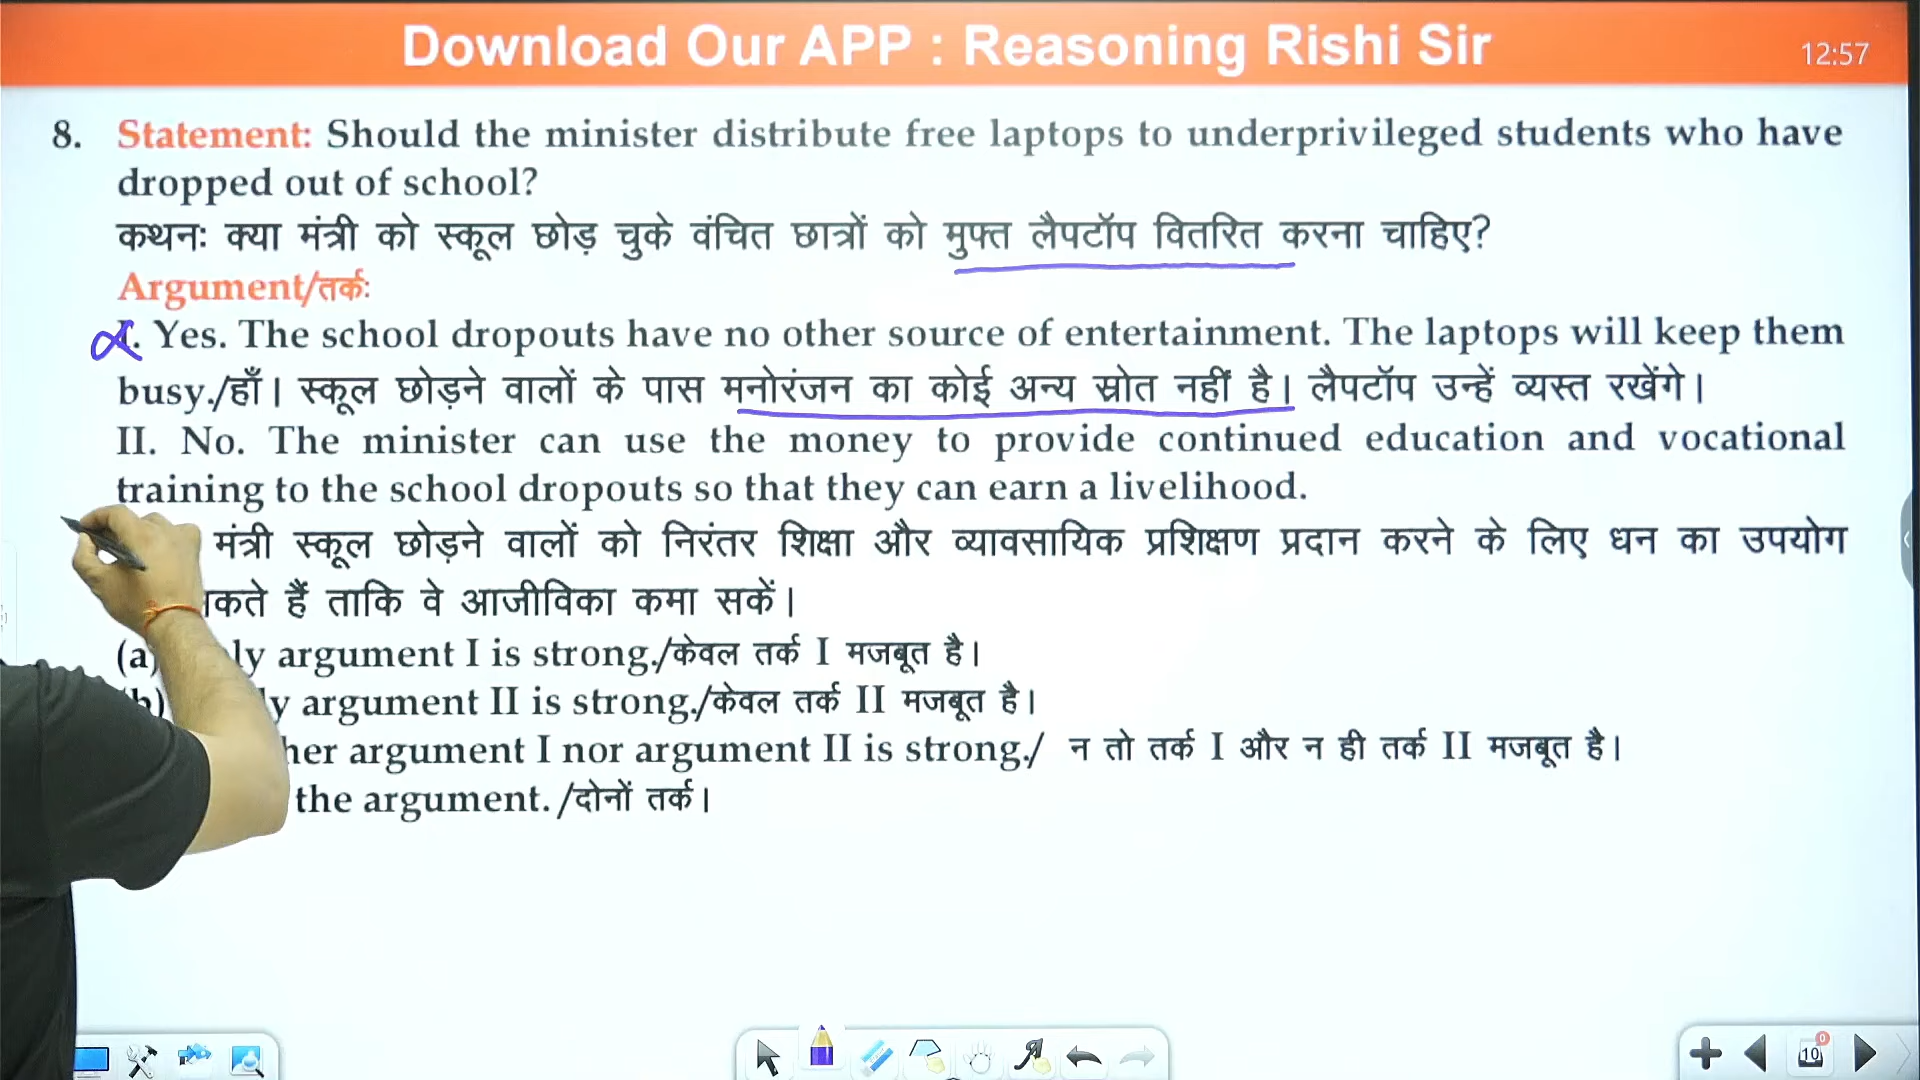 Download Our APP : Reasoning Rishi Sir
12:57
8. Statement: Should the minister distribute free laptops to underprivileged students who have
dropped out of school?
कथनः क्या मंत्री को स्कूल छोड़ चुके वंचित छात्रों को मुफ्त लैपटॉप वितरित करना चाहिए?
Argument/तर्कः
I. Yes. The school dropouts have no other source of entertainment. The laptops will keep them
busy./हाँ। स्कूल छोड़ने वालों के पास मनोरंजन का कोई अन्य स्रोत नहीं है। लैपटॉप उन्हें व्यस्त रखेंगे।
II. No. The minister can use the money to provide continued education and vocational
training to the school dropouts so that they can earn a livelihood.
मंत्री स्कूल छोड़ने वालों को निरंतर शिक्षा और व्यावसायिक प्रशिक्षण प्रदान करने के लिए धन का उपयोग
हैं ताकि वे आजीविका कमा सकें।
(a) argument I is strong./केवल तर्क I मजबूत है।
argument II is strong./केवल तर्क II मजबूत है।
argument I nor argument II is strong./ न तो तर्क I और न ही तर्क II मजबूत है।
the argument./दोनों तर्क।
10